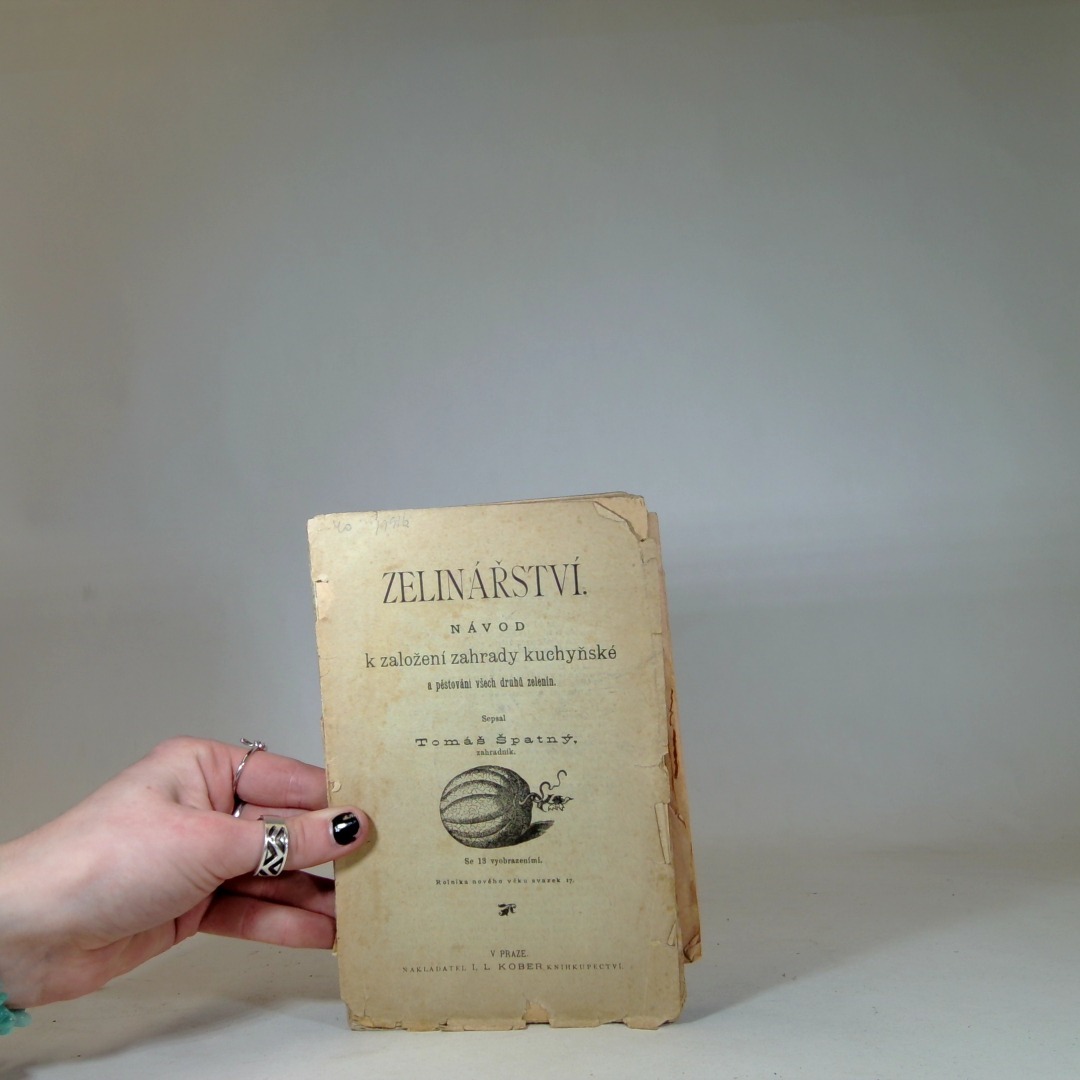 ZELINÁŘSTVÍ.
NÁVOD
k založení zahrady kuchyňské
a pěstování všech druhů zelenin.
Sepsal
Tomáš Špatný,
zahradník.
Se 13 vyobrazeními.
Rolníka nového věku svazek 17.
V PRAZE.
NAKLADATEL I. L. KOBER KNIHKUPECTVÍ.